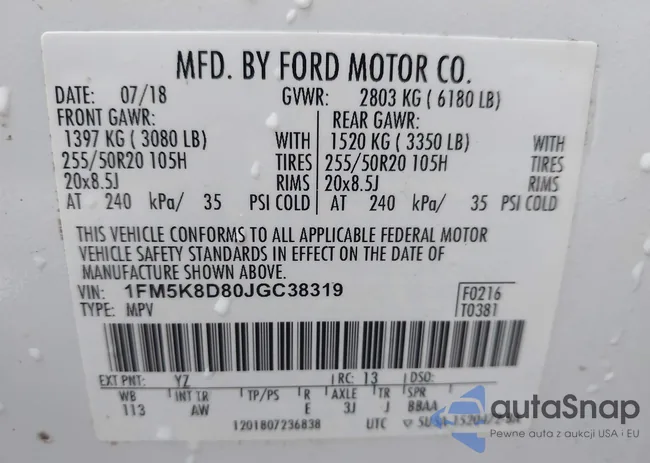 MFD. BY FORD MOTOR CO.
DATE: 07/18 GVWR: 2803 KG ( 6180 LB)
FRONT GAWR: REAR GAWR:
1397 KG ( 3080 LB) WITH 1520 KG ( 3350 LB) WITH
255/50R20 105H TIRES 255/50R20 105H TIRES
20x8.5J RIMS 20x8.5J RIMS
AT 240 kPa/ 35 PSI COLD AT 240 kPa/ 35 PSI COLD
THIS VEHICLE CONFORMS TO ALL APPLICABLE FEDERAL MOTOR
VEHICLE SAFETY STANDARDS IN EFFECT ON THE DATE OF
MANUFACTURE SHOWN ABOVE.
VIN: 1FM5K8D80JGC38319 F0216
TYPE: MPV T0381
EXT PNT: YZ RC: 13 DSO:
WB INT TR TP/PS R AXLE TR SPR
113 AW E 3J J BBAA
1201807236838 UTC
autaSnap
Pewne auta z aukcji USA i EU